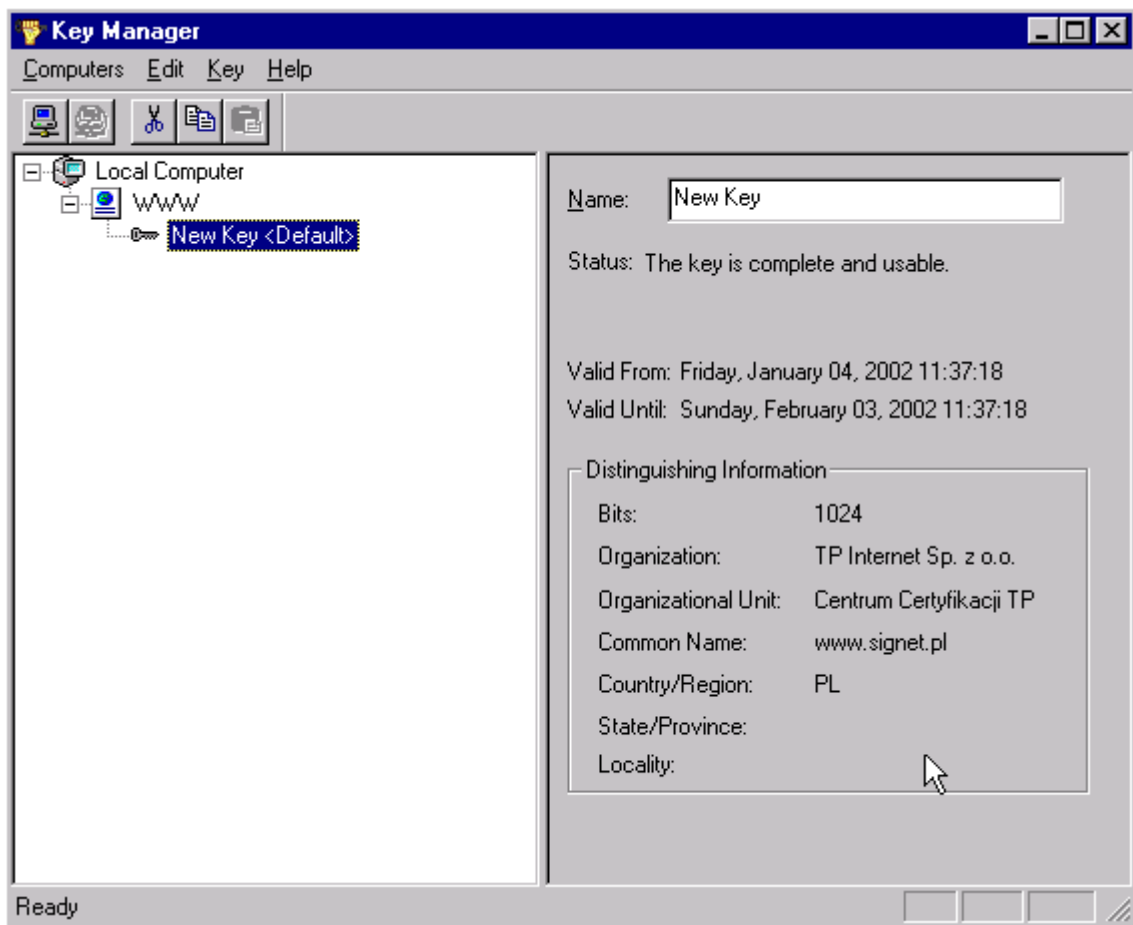 Key Manager
Computers Edit Key Help
Local Computer
WWW
New Key <Default>
Name: New Key
Status: The key is complete and usable.
Valid From: Friday, January 04, 2002 11:37:18
Valid Until: Sunday, February 03, 2002 11:37:18
Distinguishing Information
Bits: 1024
Organization: TP Internet Sp. z o.o.
Organizational Unit: Centrum Certyfikacji TP
Common Name: www.signet.pl
Country/Region: PL
State/Province:
Locality:
Ready